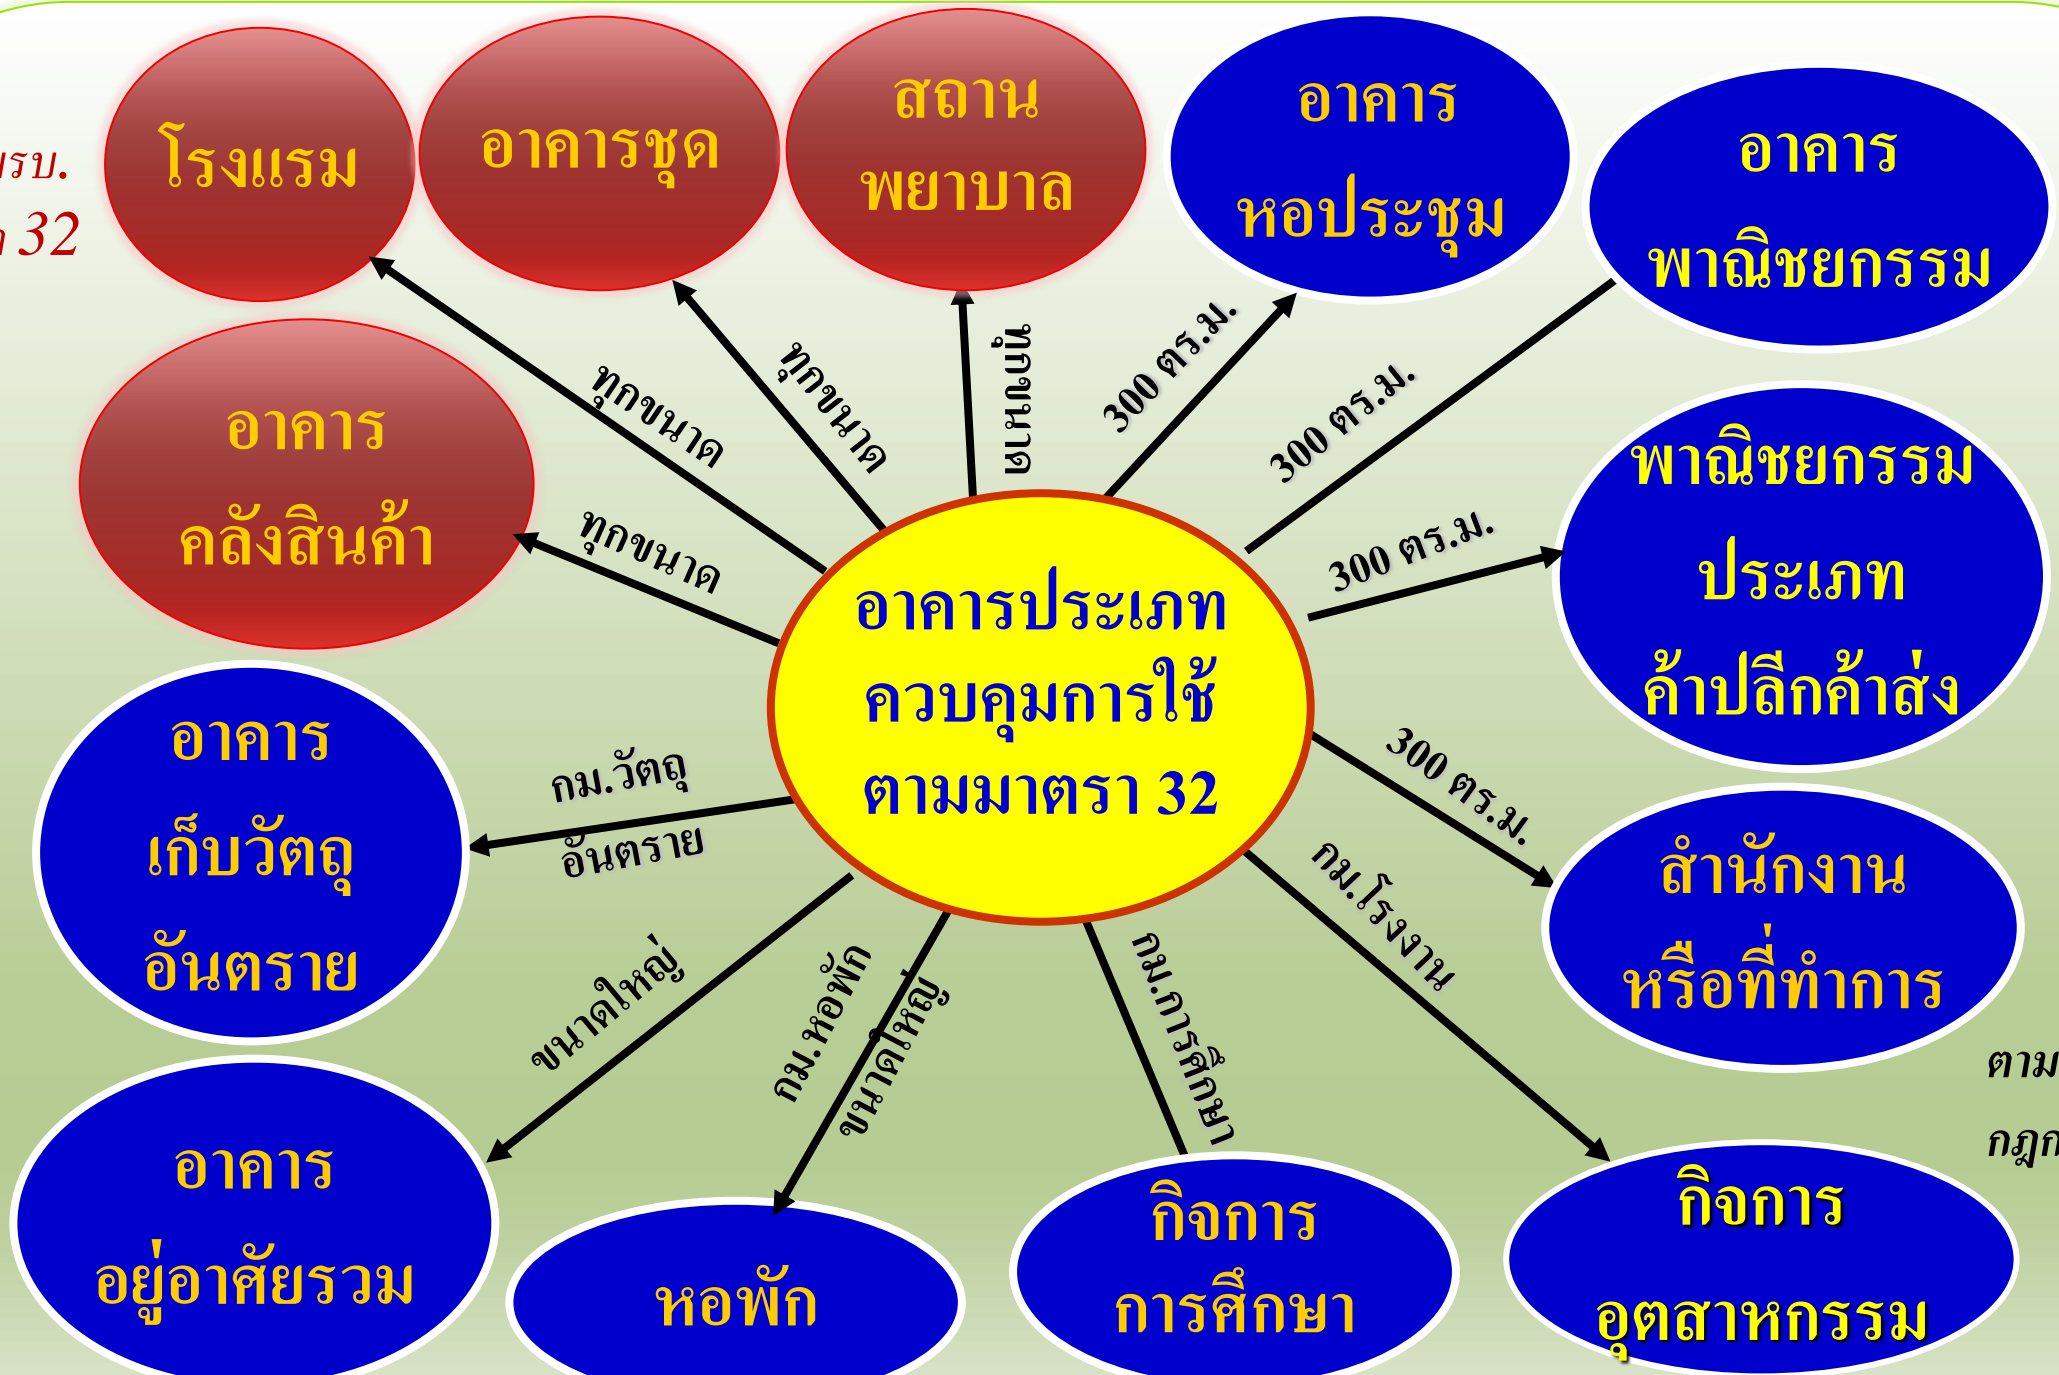 โรงแรม
อาคารชุด
สถาน
พยาบาล
อาคาร
หอประชุม
อาคาร
พาณิชยกรรม
32
อาคาร
คลังสินค้า
ทุกขนาด
ทุกขนาด
ทุกขนาด
ทุกขนาด
300 ตร.ม.
300 ตร.ม.
300 ตร.ม.
พาณิชยกรรม
ประเภท
ค้าปลีกค้าส่ง
อาคารประเภท
ควบคุมการใช้
ตามมาตรา 32
อาคาร
เก็บวัตถุ
อันตราย
กม.วัตถุ
อันตราย
300 ตร.ม.
สำนักงาน
หรือที่ทำการ
ขนาดใหญ่
กม.หอพัก
ขนาดใหญ่
กม.การศึกษา
กม.โรงงาน
ตาม
อาคาร
อยู่อาศัยรวม
หอพัก
กิจการ
การศึกษา
กิจการ
อุตสาหกรรม